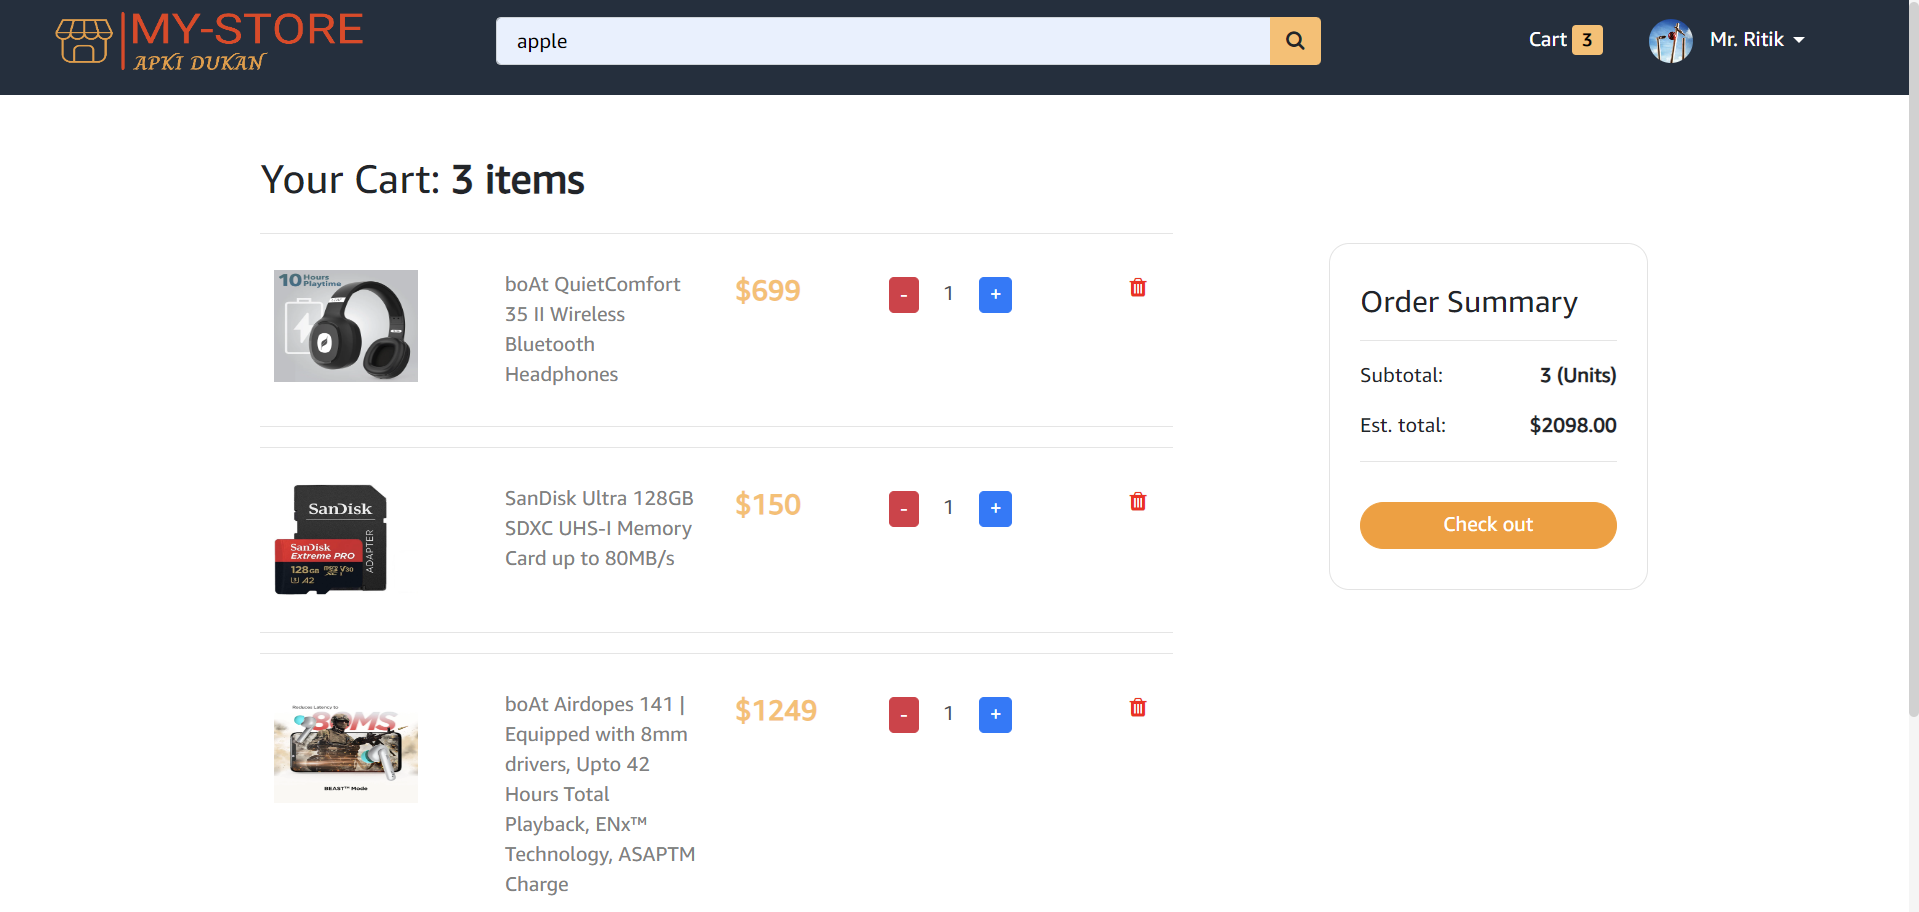 MY-STORE
APKI DUKAN
apple
Cart 3
Mr. Ritik
Your Cart: 3 items
10 Hours Playtime
boAt QuietComfort
35 II Wireless
Bluetooth
Headphones
$699
- 1 +
Order Summary
Subtotal: 3 (Units)
Est. total: $2098.00
Check out
SanDisk
ADAPTER
SanDisk
Extreme PRO
128GB
V30
A2
SanDisk Ultra 128GB
SDXC UHS-I Memory
Card up to 80MB/s
$150
- 1 +
Reduces Latency to
80MS
BEAST™ Mode
boAt Airdopes 141 |
Equipped with 8mm
drivers, Upto 42
Hours Total
Playback, ENx™
Technology, ASAPTM
Charge
$1249
- 1 +